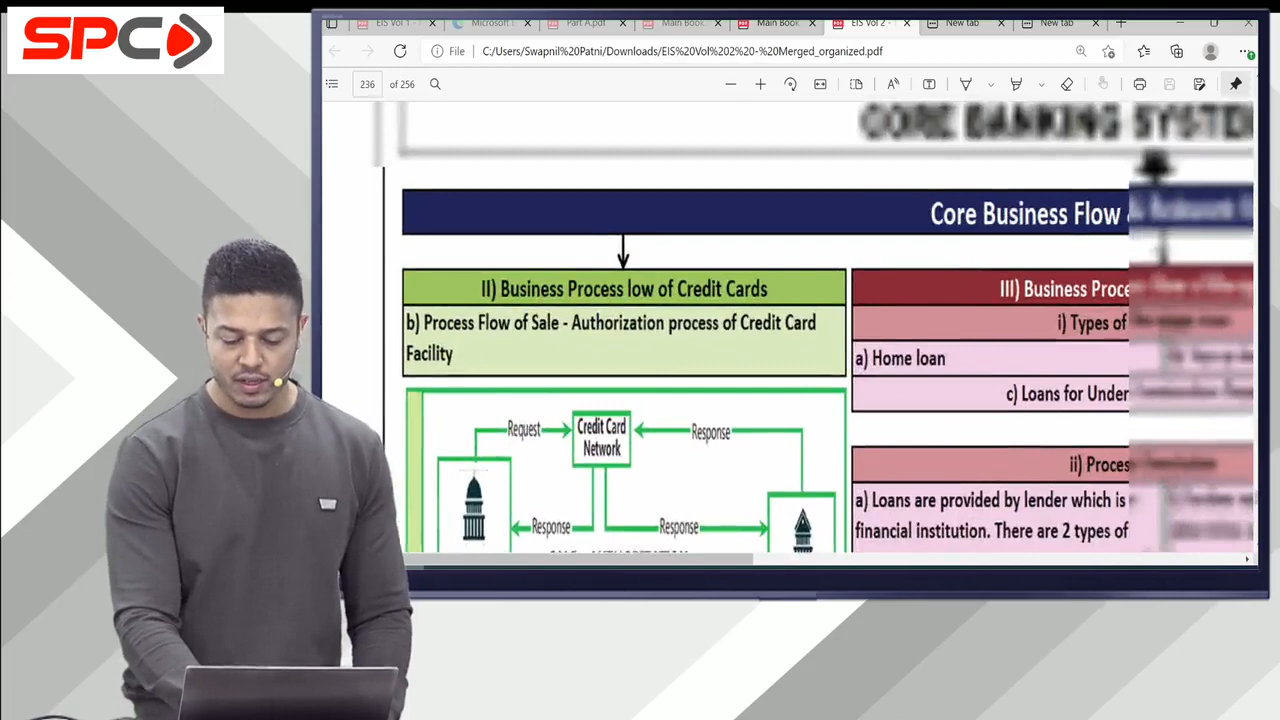 SPC
EIS Vol 1 -
Microsoft
Part A.pdf
Main Book
Main Book
EIS Vol 2 -
New tab
New tab
File
C:/Users/Swapnil%20Patni/Downloads/EIS%20Vol%202%20-%20Merged_organized.pdf
236 of 256
CORE BANKING SYSTEM
Core Business Flow &
II) Business Process low of Credit Cards
III) Business Proce
b) Process Flow of Sale - Authorization process of Credit Card
Facility
i) Types of
a) Home loan
c) Loans for Under
Request
Credit Card
Network
Response
ii) Process
a) Loans are provided by lender which is
financial institution. There are 2 types of
Response
Response